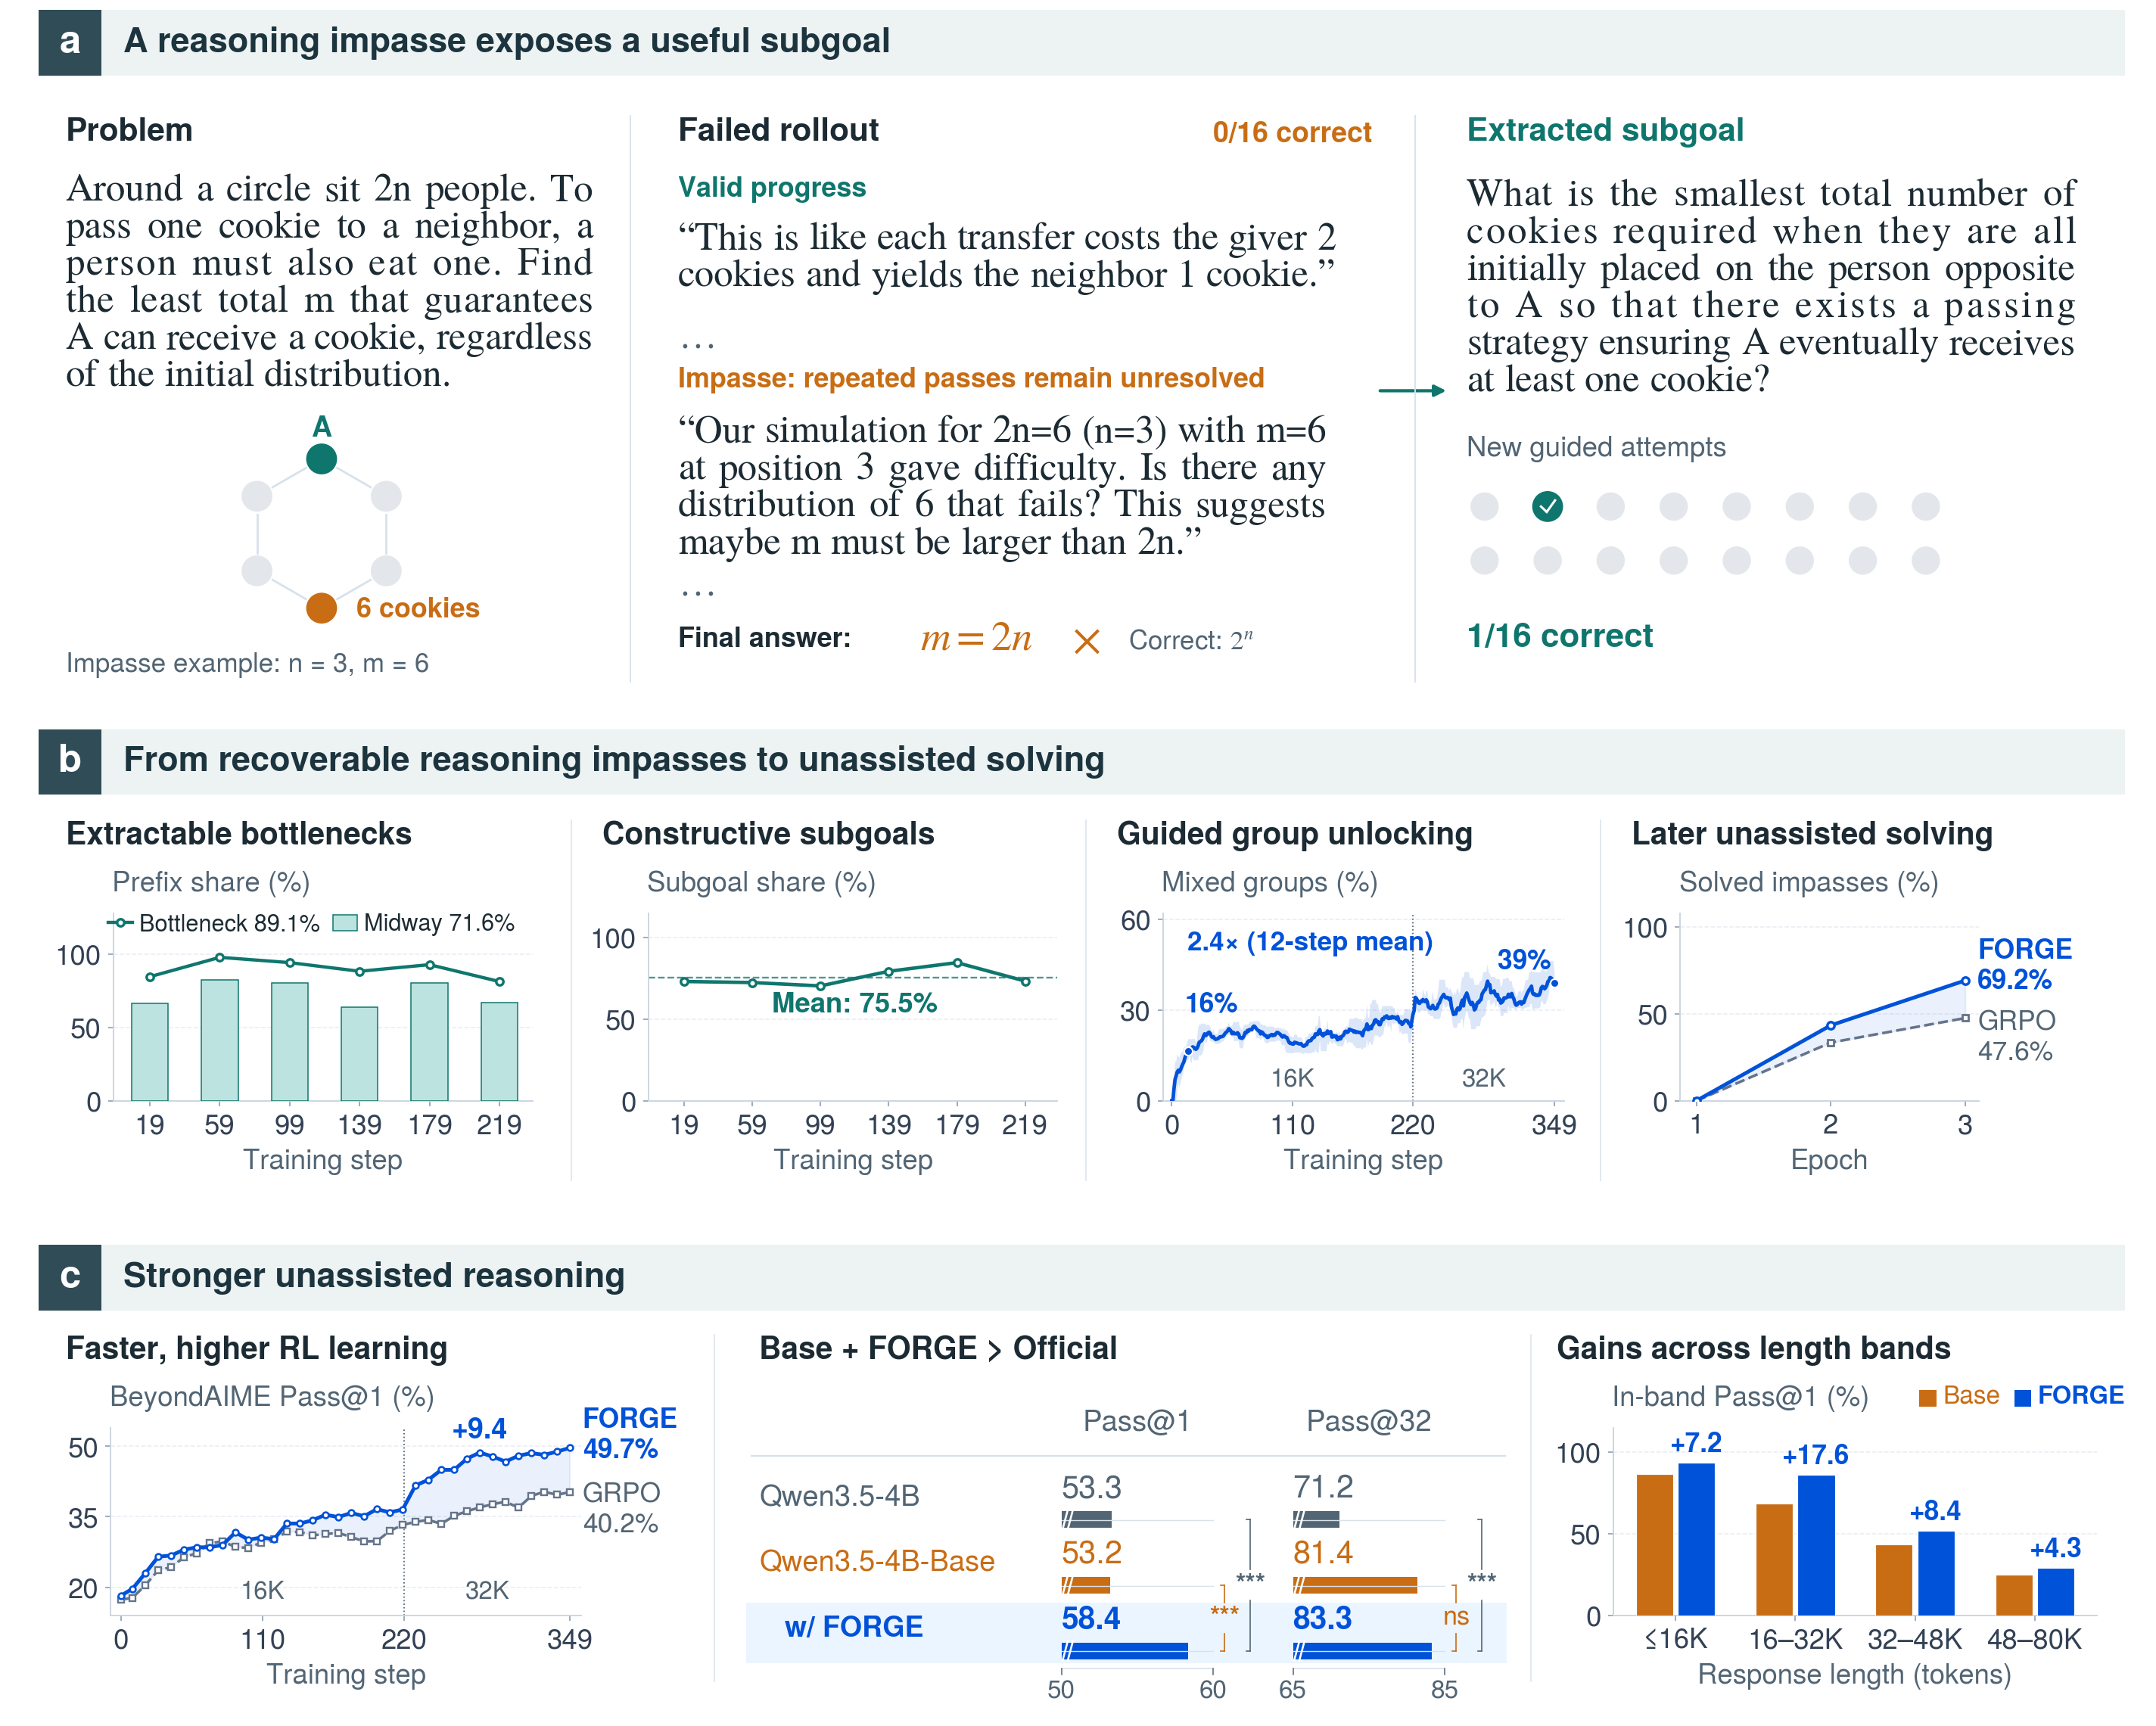 a A reasoning impasse exposes a useful subgoal
Problem
Around a circle sit 2n people. To
pass one cookie to a neighbor, a
person must also eat one. Find
the least total m that guarantees
A can receive a cookie, regardless
of the initial distribution.
A
6 cookies
Impasse example: n = 3, m = 6
Failed rollout
0/16 correct
Valid progress
“This is like each transfer costs the giver 2
cookies and yields the neighbor 1 cookie.”
…
Impasse: repeated passes remain unresolved
“Our simulation for 2n=6 (n=3) with m=6
at position 3 gave difficulty. Is there any
distribution of 6 that fails? This suggests
maybe m must be larger than 2n.”
…
Final answer: m = 2n × Correct: 2ⁿ
Extracted subgoal
What is the smallest total number of
cookies required when they are all
initially placed on the person opposite
to A so that there exists a passing
strategy ensuring A eventually receives
at least one cookie?
New guided attempts
1/16 correct
b From recoverable reasoning impasses to unassisted solving
Extractable bottlenecks
Prefix share (%)
Bottleneck 89.1% Midway 71.6%
100
50
0
19 59 99 139 179 219
Training step
Constructive subgoals
Subgoal share (%)
100
50
0
Mean: 75.5%
19 59 99 139 179 219
Training step
Guided group unlocking
Mixed groups (%)
60
30
0
2.4× (12-step mean)
39%
16%
16K 32K
0 110 220 349
Training step
Later unassisted solving
Solved impasses (%)
100
50
0
FORGE
69.2%
GRPO
47.6%
1 2 3
Epoch
c Stronger unassisted reasoning
Faster, higher RL learning
BeyondAIME Pass@1 (%)
50
35
20
+9.4
FORGE
49.7%
GRPO
40.2%
16K 32K
0 110 220 349
Training step
Base + FORGE > Official
Pass@1 Pass@32
Qwen3.5-4B 53.3 71.2
Qwen3.5-4B-Base 53.2 81.4
*** ***
w/ FORGE 58.4 83.3
*** ns
50 60 65 85
Gains across length bands
In-band Pass@1 (%)
Base FORGE
100
50
0
+7.2
+17.6
+8.4
+4.3
≤16K 16–32K 32–48K 48–80K
Response length (tokens)